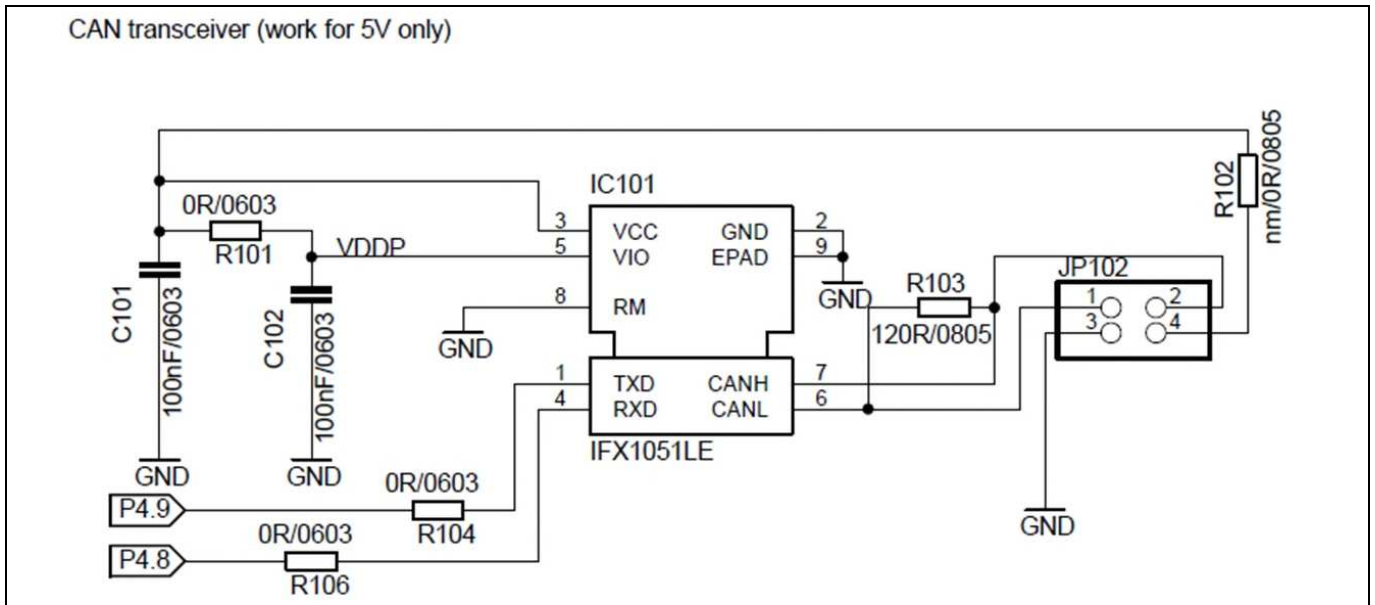 CAN transceiver (work for 5V only)
R102
nm/0R/0805
IC101
0R/0603
R101
VDDP
3 VCC GND 2
5 VIO EPAD 9
8 RM
GND
GND
C101
100nF/0603
C102
100nF/0603
R103
120R/0805
JP102
1 2
3 4
1 TXD CANH 7
4 RXD CANL 6
IFX1051LE
GND
GND
GND
P4.9
0R/0603
R104
P4.8
0R/0603
R106